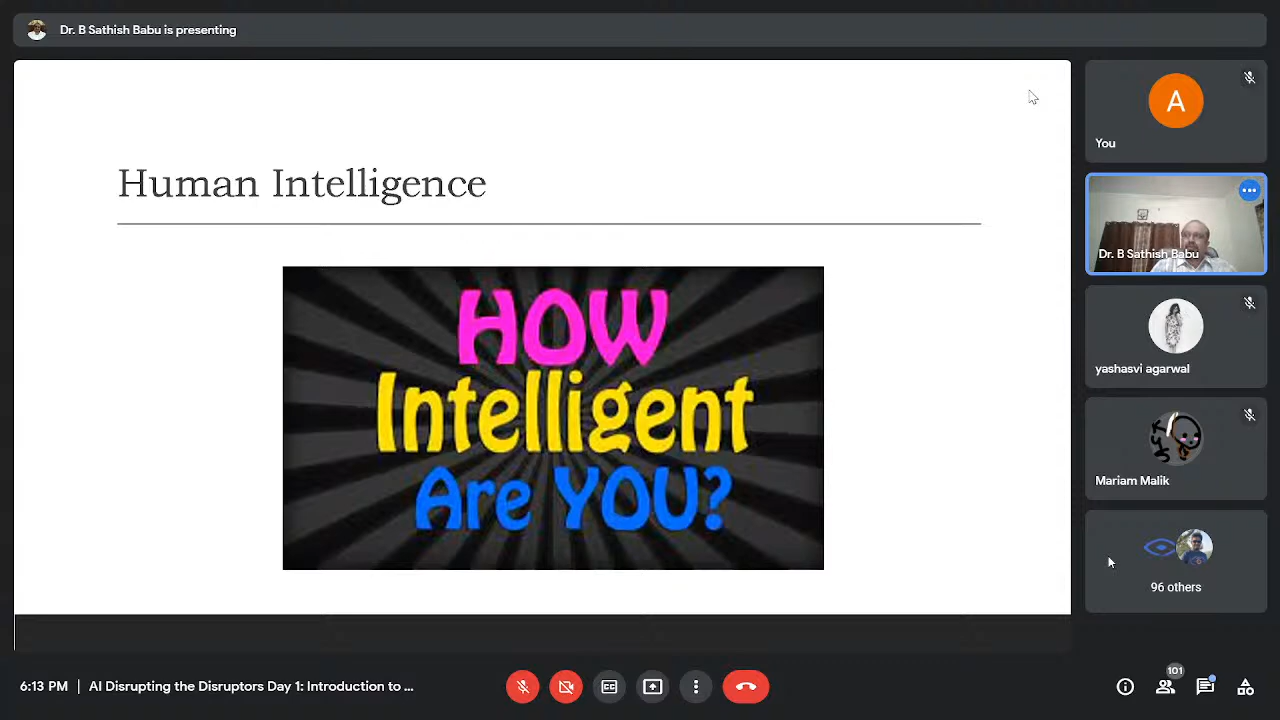 Dr. B Sathish Babu is presenting
Human Intelligence
HOW
Intelligent
Are YOU?
A
You
Dr. B Sathish Babu
yashasvi agarwal
Mariam Malik
96 others
6:13 PM | AI Disrupting the Disruptors Day 1: Introduction to ...
CC
101